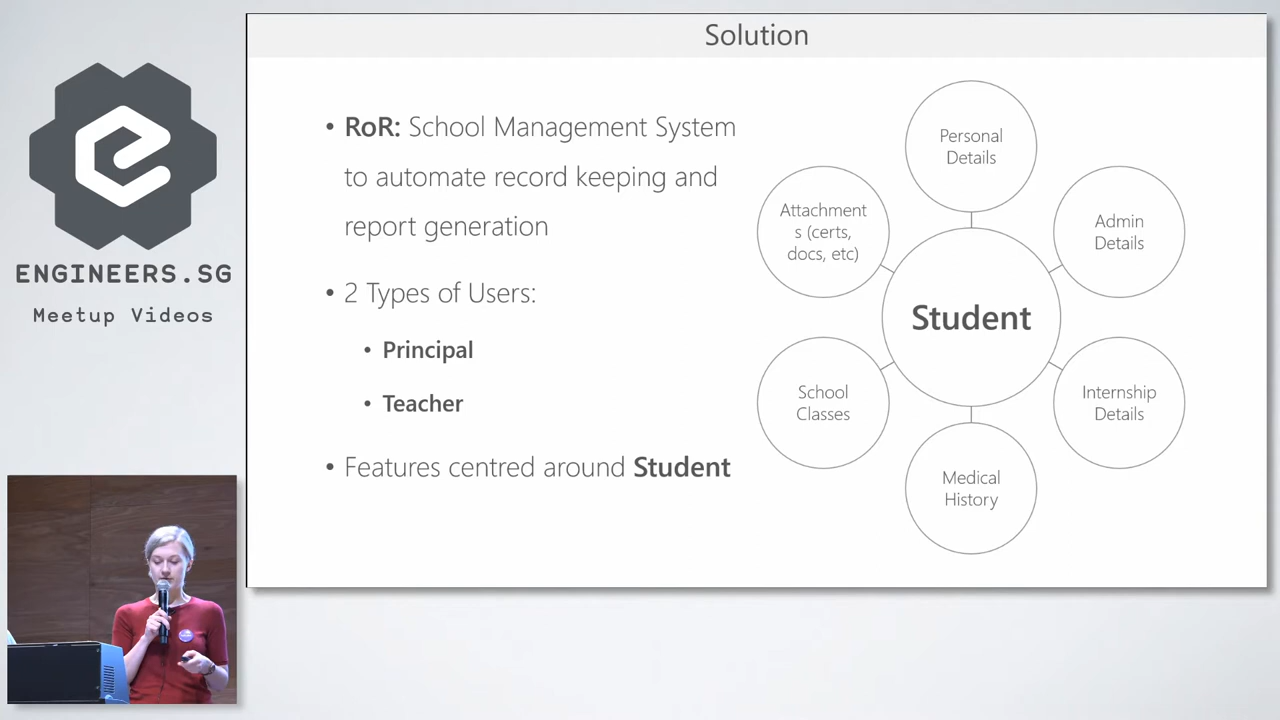 Solution
• RoR: School Management System
to automate record keeping and
report generation
• 2 Types of Users:
• Principal
• Teacher
• Features centred around Student
Personal
Details
Attachment
s (certs,
docs, etc)
Admin
Details
Student
School
Classes
Internship
Details
Medical
History
ENGINEERS.SG
Meetup Videos